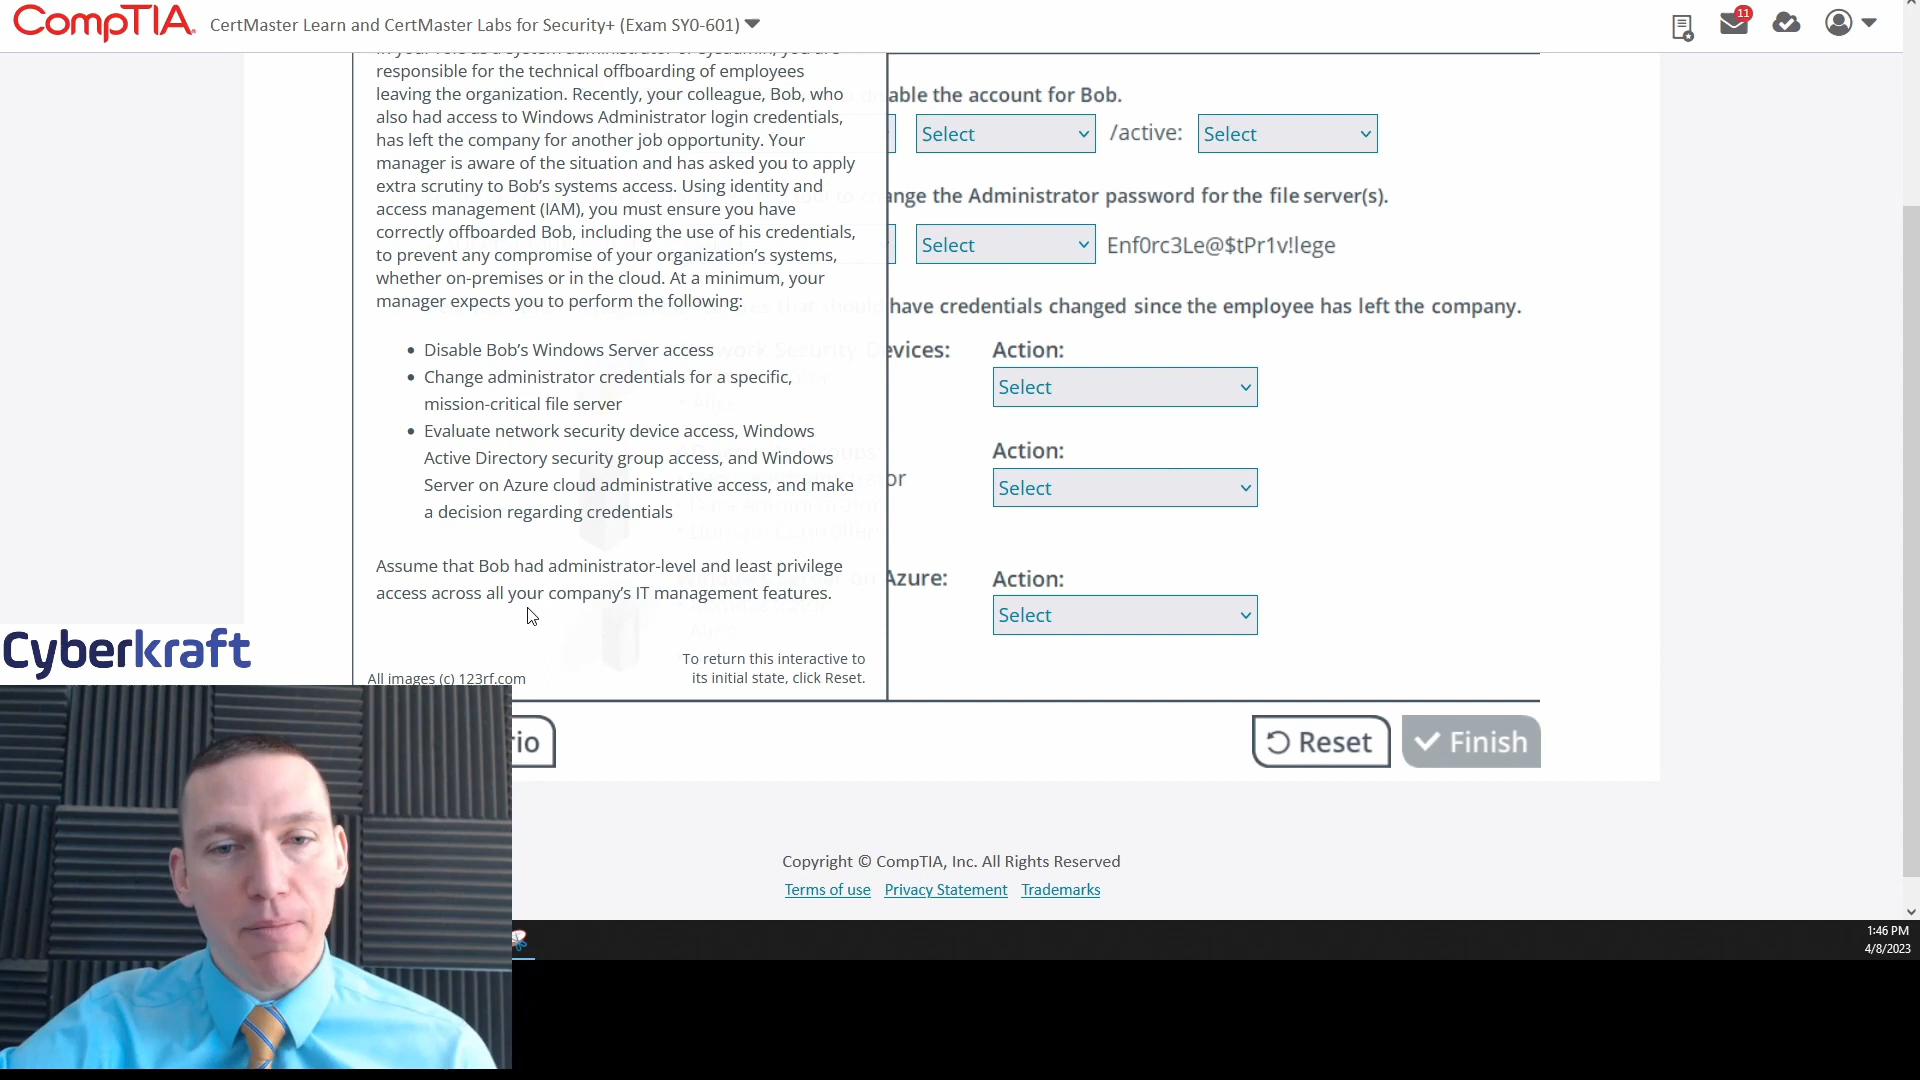 CompTIA. CertMaster Learn and CertMaster Labs for Security+ (Exam SY0-601)
11
responsible for the technical offboarding of employees
leaving the organization. Recently, your colleague, Bob, who
also had access to Windows Administrator login credentials,
has left the company for another job opportunity. Your
manager is aware of the situation and has asked you to apply
extra scrutiny to Bob's systems access. Using identity and
access management (IAM), you must ensure you have
correctly offboarded Bob, including the use of his credentials,
to prevent any compromise of your organization's systems,
whether on-premises or in the cloud. At a minimum, your
manager expects you to perform the following:
• Disable Bob's Windows Server access
• Change administrator credentials for a specific,
mission-critical file server
• Evaluate network security device access, Windows
Active Directory security group access, and Windows
Server on Azure cloud administrative access, and make
a decision regarding credentials
Assume that Bob had administrator-level and least privilege
access across all your company's IT management features.
All images (c) 123rf.com
To return this interactive to
its initial state, click Reset.
able the account for Bob.
Select /active: Select
ange the Administrator password for the file server(s).
Select Enf0rc3Le@$tPr1v!lege
have credentials changed since the employee has left the company.
evices: Action:
Select
Action:
or Select
Azure: Action:
Select
Cyberkraft
io
Reset
Finish
Copyright © CompTIA, Inc. All Rights Reserved
Terms of use Privacy Statement Trademarks
1:46 PM
4/8/2023